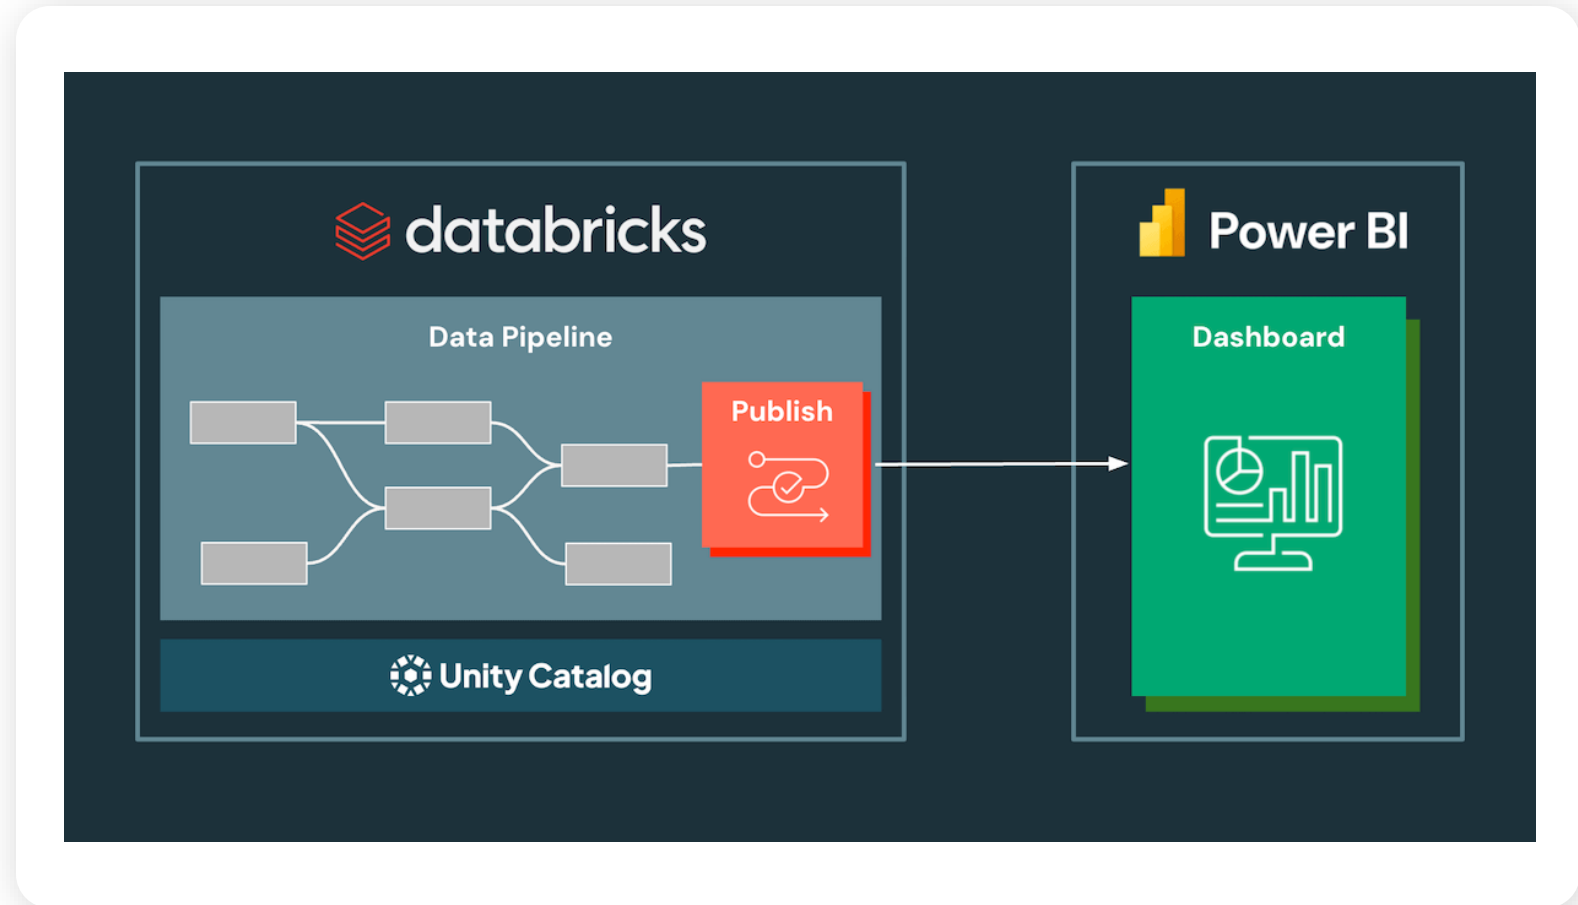 databricks
Power BI
Data Pipeline
Publish
Unity Catalog
Dashboard